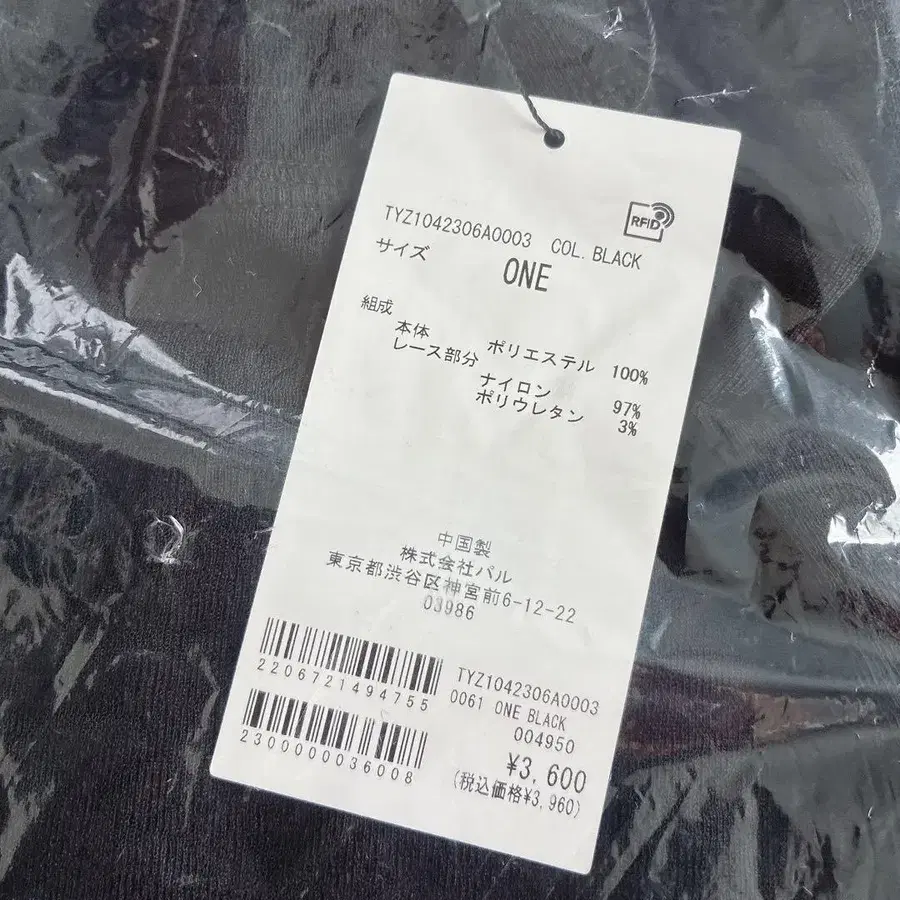 RFID
TYZ1042306A0003 COL. BLACK
サイズ ONE
組成
本体 ポリエステル 100%
レース部分
ナイロン 97%
ポリウレタン 3%
中国製
株式会社パル
東京都渋谷区神宮前6-12-22
03986
2206721494755
TYZ1042306A0003
0061 ONE BLACK
004950
2300000036008
¥3,600
(税込価格¥3,960)